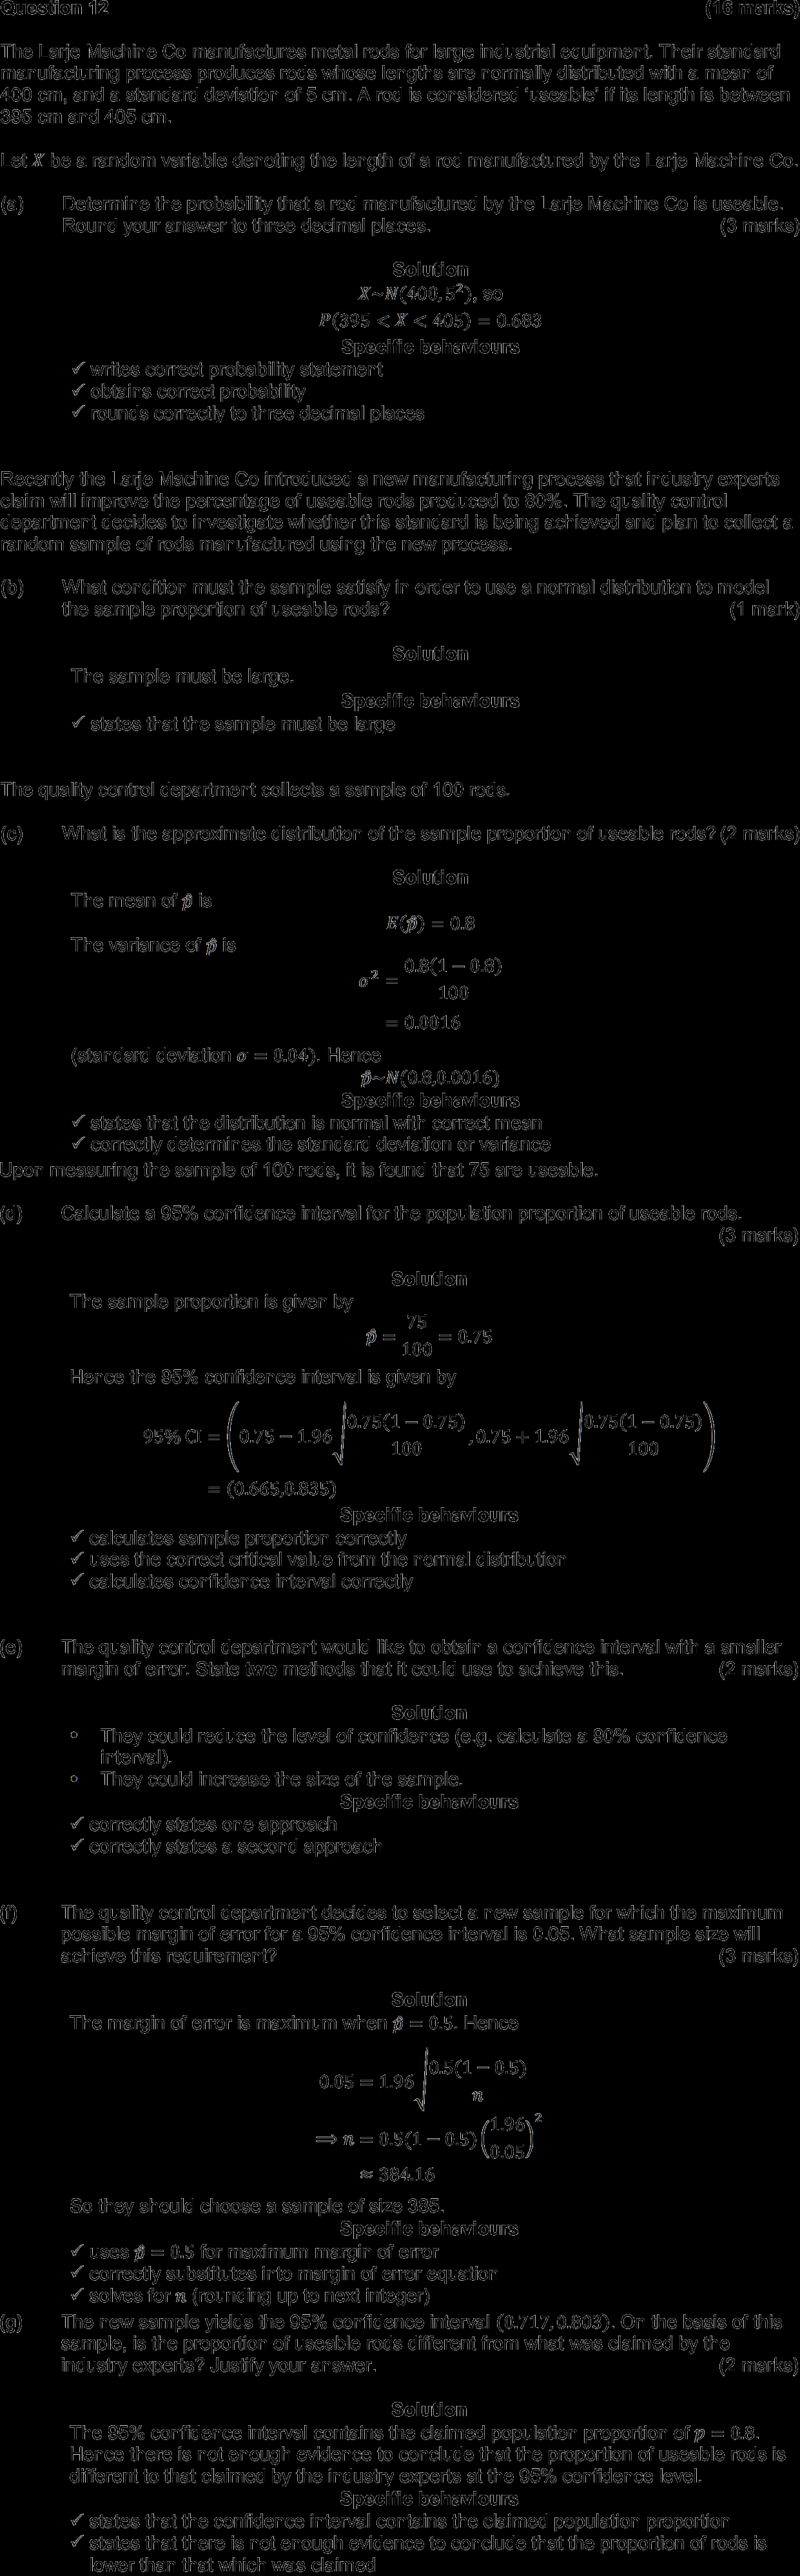 Question 12 (16 marks)
The Larje Machine Co manufactures metal rods for large industrial equipment. Their standard
manufacturing process produces rods whose lengths are normally distributed with a mean of
400 cm, and a standard deviation of 5 cm. A rod is considered ‘useable’ if its length is between
395 cm and 405 cm.
Let X be a random variable denoting the length of a rod manufactured by the Larje Machine Co.
(a) Determine the probability that a rod manufactured by the Larje Machine Co is useable.
Round your answer to three decimal places. (3 marks)
Solution
X~N(400, 5²), so
P(395 < X < 405) = 0.683
Specific behaviours
✓ writes correct probability statement
✓ obtains correct probability
✓ rounds correctly to three decimal places
Recently the Larje Machine Co introduced a new manufacturing process that industry experts
claim will improve the percentage of useable rods produced to 80%. The quality control
department decides to investigate whether this standard is being achieved and plan to collect a
random sample of rods manufactured using the new process.
(b) What condition must the sample satisfy in order to use a normal distribution to model
the sample proportion of useable rods? (1 mark)
Solution
The sample must be large.
Specific behaviours
✓ states that the sample must be large
The quality control department collects a sample of 100 rods.
(c) What is the approximate distribution of the sample proportion of useable rods? (2 marks)
Solution
The mean of p̂ is
E(p̂) = 0.8
The variance of p̂ is
σ² = 0.8(1 − 0.8)
100
= 0.0016
(standard deviation σ = 0.04). Hence
p̂~N(0.8,0.0016)
Specific behaviours
✓ states that the distribution is normal with correct mean
✓ correctly determines the standard deviation or variance
Upon measuring the sample of 100 rods, it is found that 75 are useable.
(d) Calculate a 95% confidence interval for the population proportion of useable rods.
(3 marks)
Solution
The sample proportion is given by
p̂ = 75/100 = 0.75
Hence the 95% confidence interval is given by
95% CI = (0.75 − 1.96√(0.75(1 − 0.75)/100) , 0.75 + 1.96√(0.75(1 − 0.75)/100))
= (0.665,0.835)
Specific behaviours
✓ calculates sample proportion correctly
✓ uses the correct critical value from the normal distribution
✓ calculates confidence interval correctly
(e) The quality control department would like to obtain a confidence interval with a smaller
margin of error. State two methods that it could use to achieve this. (2 marks)
Solution
• They could reduce the level of confidence (e.g. calculate a 90% confidence
interval).
• They could increase the size of the sample.
Specific behaviours
✓ correctly states one approach
✓ correctly states a second approach
(f) The quality control department decides to select a new sample for which the maximum
possible margin of error for a 95% confidence interval is 0.05. What sample size will
achieve this requirement? (3 marks)
Solution
The margin of error is maximum when p̂ = 0.5. Hence
0.05 = 1.96√(0.5(1 − 0.5)/n)
⟹ n = 0.5(1 − 0.5)(1.96/0.05)²
≈ 384.16
So they should choose a sample of size 385.
Specific behaviours
✓ uses p̂ = 0.5 for maximum margin of error
✓ correctly substitutes into margin of error equation
✓ solves for n (rounding up to next integer)
(g) The new sample yields the 95% confidence interval (0.717, 0.803). On the basis of this
sample, is the proportion of useable rods different from what was claimed by the
industry experts? Justify your answer. (2 marks)
Solution
The 95% confidence interval contains the claimed population proportion of p = 0.8.
Hence there is not enough evidence to conclude that the proportion of useable rods is
different to that claimed by the industry experts at the 95% confidence level.
Specific behaviours
✓ states that the confidence interval contains the claimed population proportion
✓ states that there is not enough evidence to conclude that the proportion of rods is
lower than that which was claimed